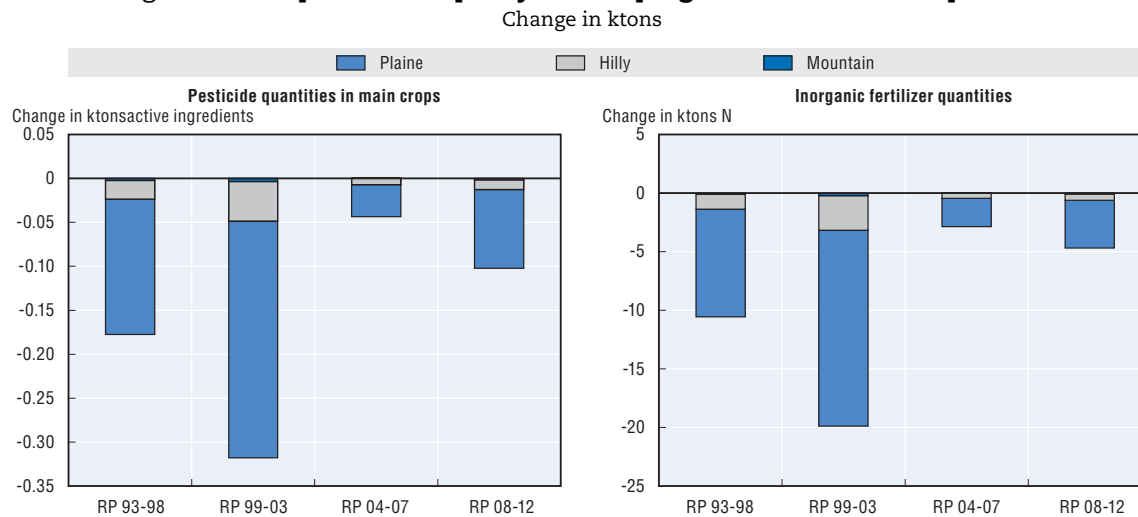 Change in ktons
Plaine Hilly Mountain
Pesticide quantities in main crops
Change in ktonsactive ingredients
0.05
0
-0.05
-0.10
-0.15
-0.20
-0.25
-0.30
-0.35
RP 93-98 RP 99-03 RP 04-07 RP 08-12
Inorganic fertilizer quantities
Change in ktons N
5
0
-5
-10
-15
-20
-25
RP 93-98 RP 99-03 RP 04-07 RP 08-12